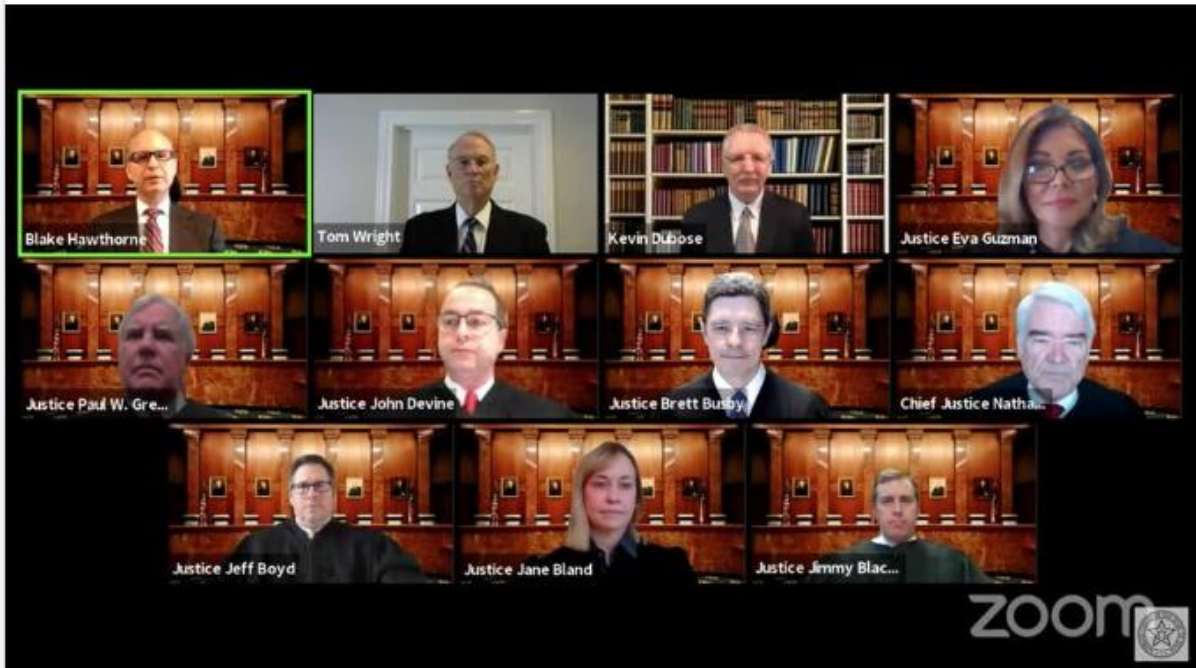 Blake Hawthorne
Tom Wright
Kevin Dubose
Justice Eva Guzman
Justice Paul W. Gre...
Justice John Devine
Justice Brett Busby
Chief Justice Natha...
Justice Jeff Boyd
Justice Jane Bland
Justice Jimmy Blac...
zoom